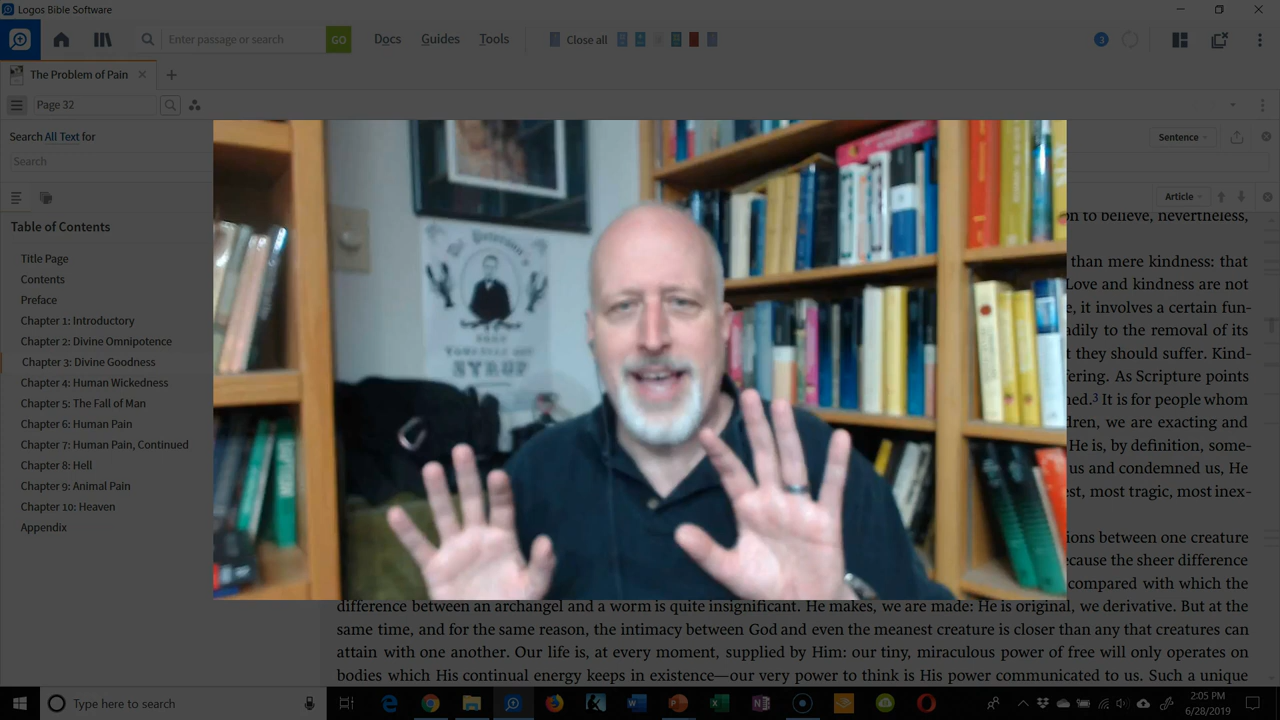 Logos Bible Software
Enter passage or search
GO
Docs
Guides
Tools
Close all
3
The Problem of Pain
Page 32
Search All Text for
Search
Sentence
Article
Table of Contents
Title Page
Contents
Preface
Chapter 1: Introductory
Chapter 2: Divine Omnipotence
Chapter 3: Divine Goodness
Chapter 4: Human Wickedness
Chapter 5: The Fall of Man
Chapter 6: Human Pain
Chapter 7: Human Pain, Continued
Chapter 8: Hell
Chapter 9: Animal Pain
Chapter 10: Heaven
Appendix
Dr. Peterson's
SYRUP
on to believe, nevertheless,
than mere kindness: that
Love and kindness are not
, it involves a certain fun-
adily to the removal of its
t they should suffer. Kind-
fering. As Scripture points
ned.3 It is for people whom
dren, we are exacting and
He is, by definition, some-
us and condemned us, He
est, most tragic, most inex-
ions between one creature
ecause the sheer difference
compared with which the
difference between an archangel and a worm is quite insignificant. He makes, we are made: He is original, we derivative. But at the
same time, and for the same reason, the intimacy between God and even the meanest creature is closer than any that creatures can
attain with one another. Our life is, at every moment, supplied by Him: our tiny, miraculous power of free will only operates on
bodies which His continual energy keeps in existence—our very power to think is His power communicated to us. Such a unique
Type here to search
2:05 PM
6/28/2019